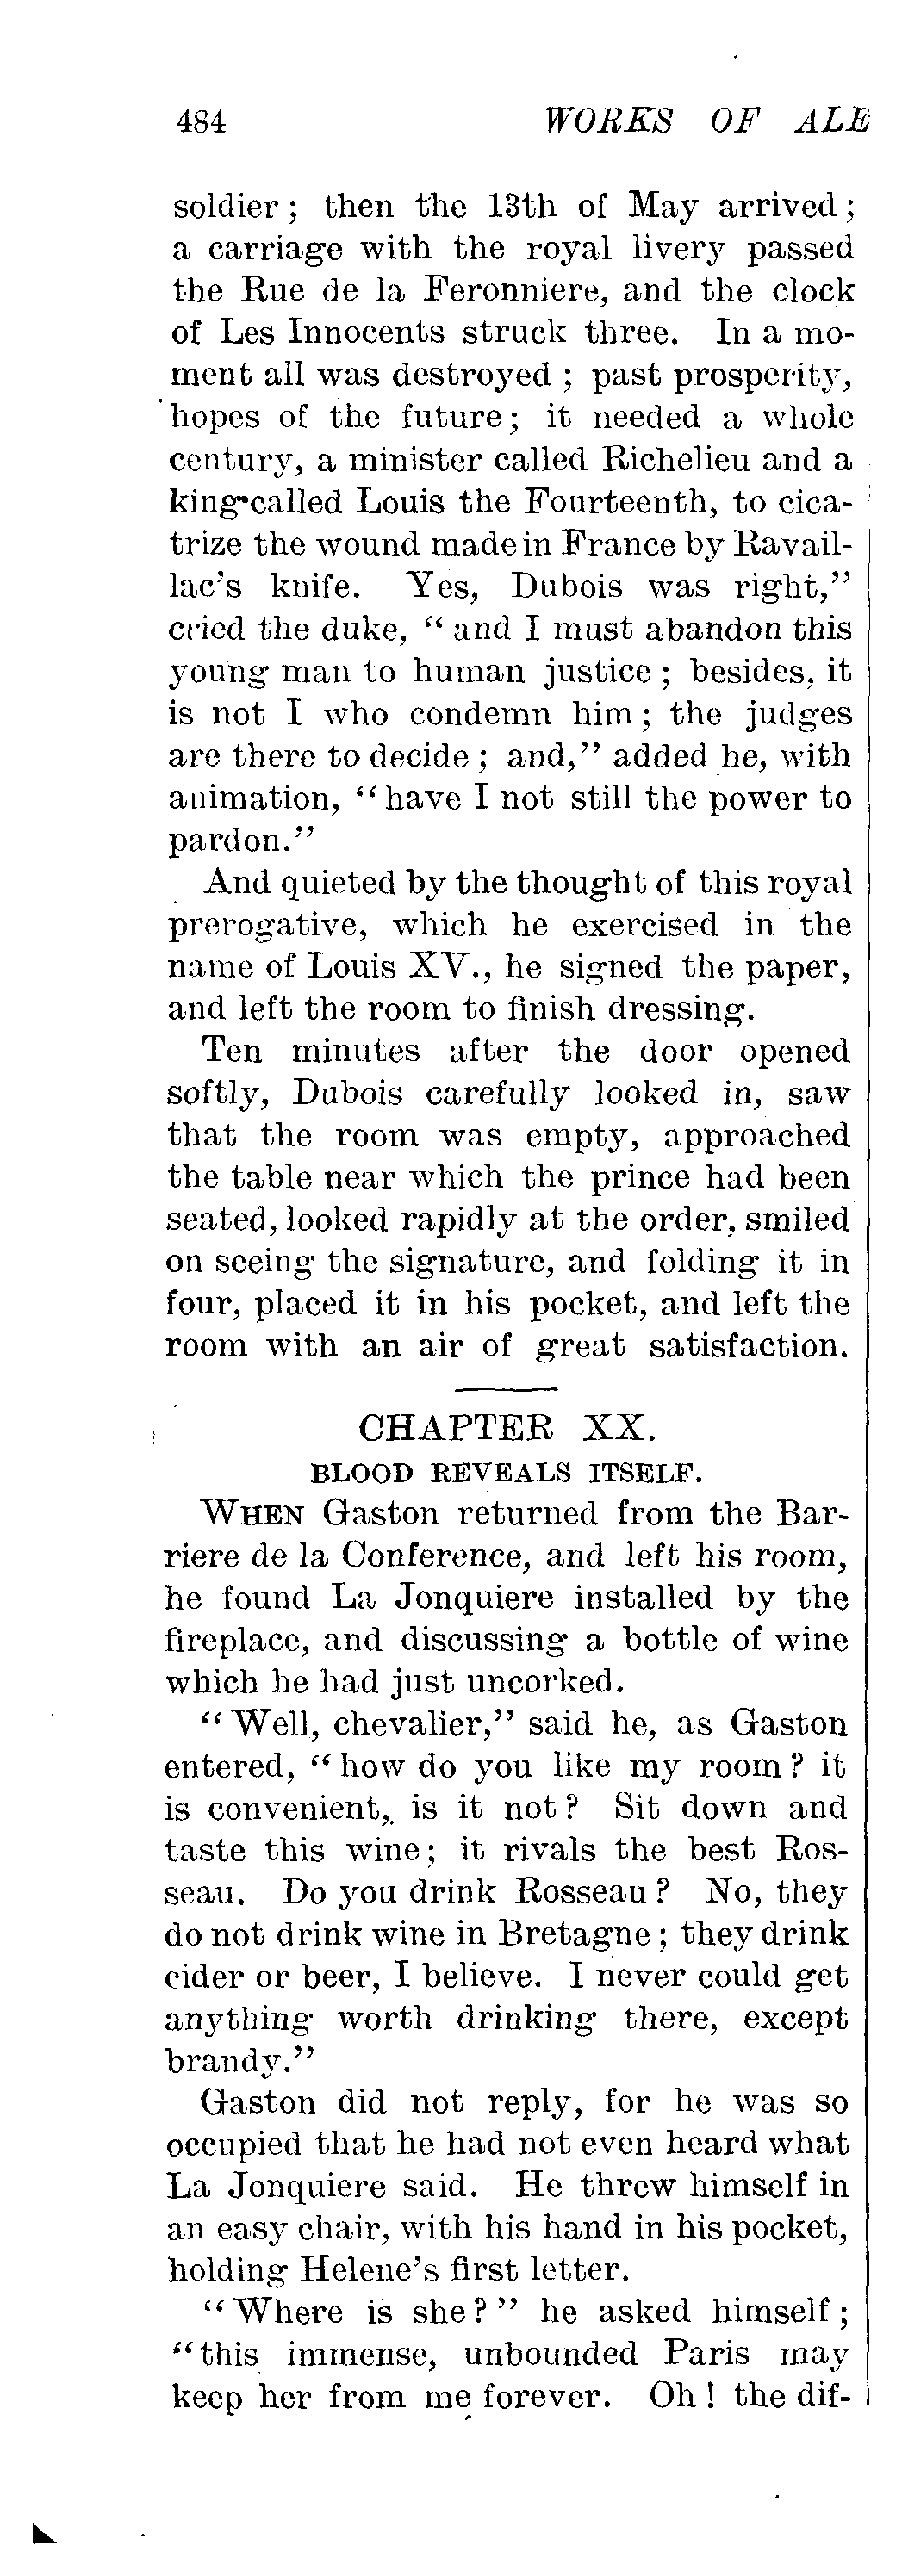 484 WORKS OF ALE
soldier ; then the 13th of May arrived ;
a carriage with the royal livery passed
the Rue de la Feronniere, and the clock
of Les Innocents struck three. In a mo-
ment all was destroyed ; past prosperity,
hopes of the future ; it needed a whole
century, a minister called Richelieu and a
king-called Louis the Fourteenth, to cica-
trize the wound made in France by Ravail-
lac's knife. Yes, Dubois was right,"
cried the duke, " and I must abandon this
young man to human justice ; besides, it
is not I who condemn him ; the judges
are there to decide ; and," added he, with
animation, "have I not still the power to
pardon."
And quieted by the thought of this royal
prerogative, which he exercised in the
name of Louis XV., he signed the paper,
and left the room to finish dressing.
Ten minutes after the door opened
softly, Dubois carefully looked in, saw
that the room was empty, approached
the table near which the prince had been
seated, looked rapidly at the order, smiled
on seeing the signature, and folding it in
four, placed it in his pocket, and left the
room with an air of great satisfaction.
CHAPTER XX.
BLOOD REVEALS ITSELF.
WHEN Gaston returned from the Bar-
riere de la Conference, and left his room,
he found La Jonquiere installed by the
fireplace, and discussing a bottle of wine
which he had just uncorked.
" Well, chevalier," said he, as Gaston
entered, " how do you like my room ? it
is convenient, is it not ? Sit down and
taste this wine ; it rivals the best Ros-
seau. Do you drink Rosseau ? No, they
do not drink wine in Bretagne ; they drink
cider or beer, I believe. I never could get
anything worth drinking there, except
brandy."
Gaston did not reply, for he was so
occupied that he had not even heard what
La Jonquiere said. He threw himself in
an easy chair, with his hand in his pocket,
holding Helene's first letter.
" Where is she ? " he asked himself ;
"this immense, unbounded Paris may
keep her from me forever. Oh ! the dif-